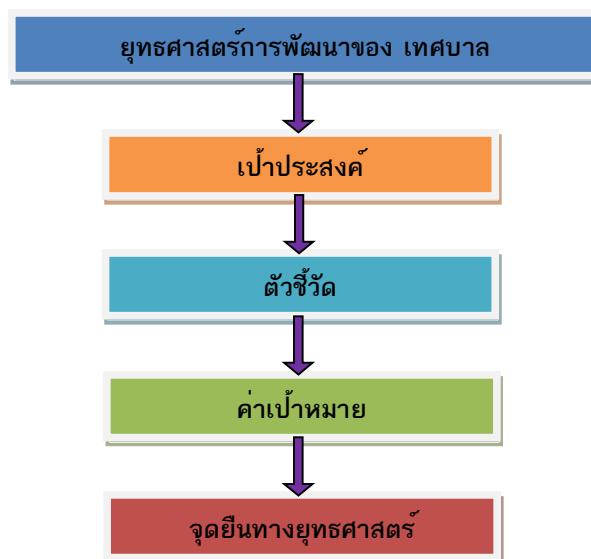 ยุทธศาสตร์การพัฒนาของ เทศบาล
เป้าประสงค์
ตัวชี้วัด
ค่าเป้าหมาย
จุดยืนทางยุทธศาสตร์